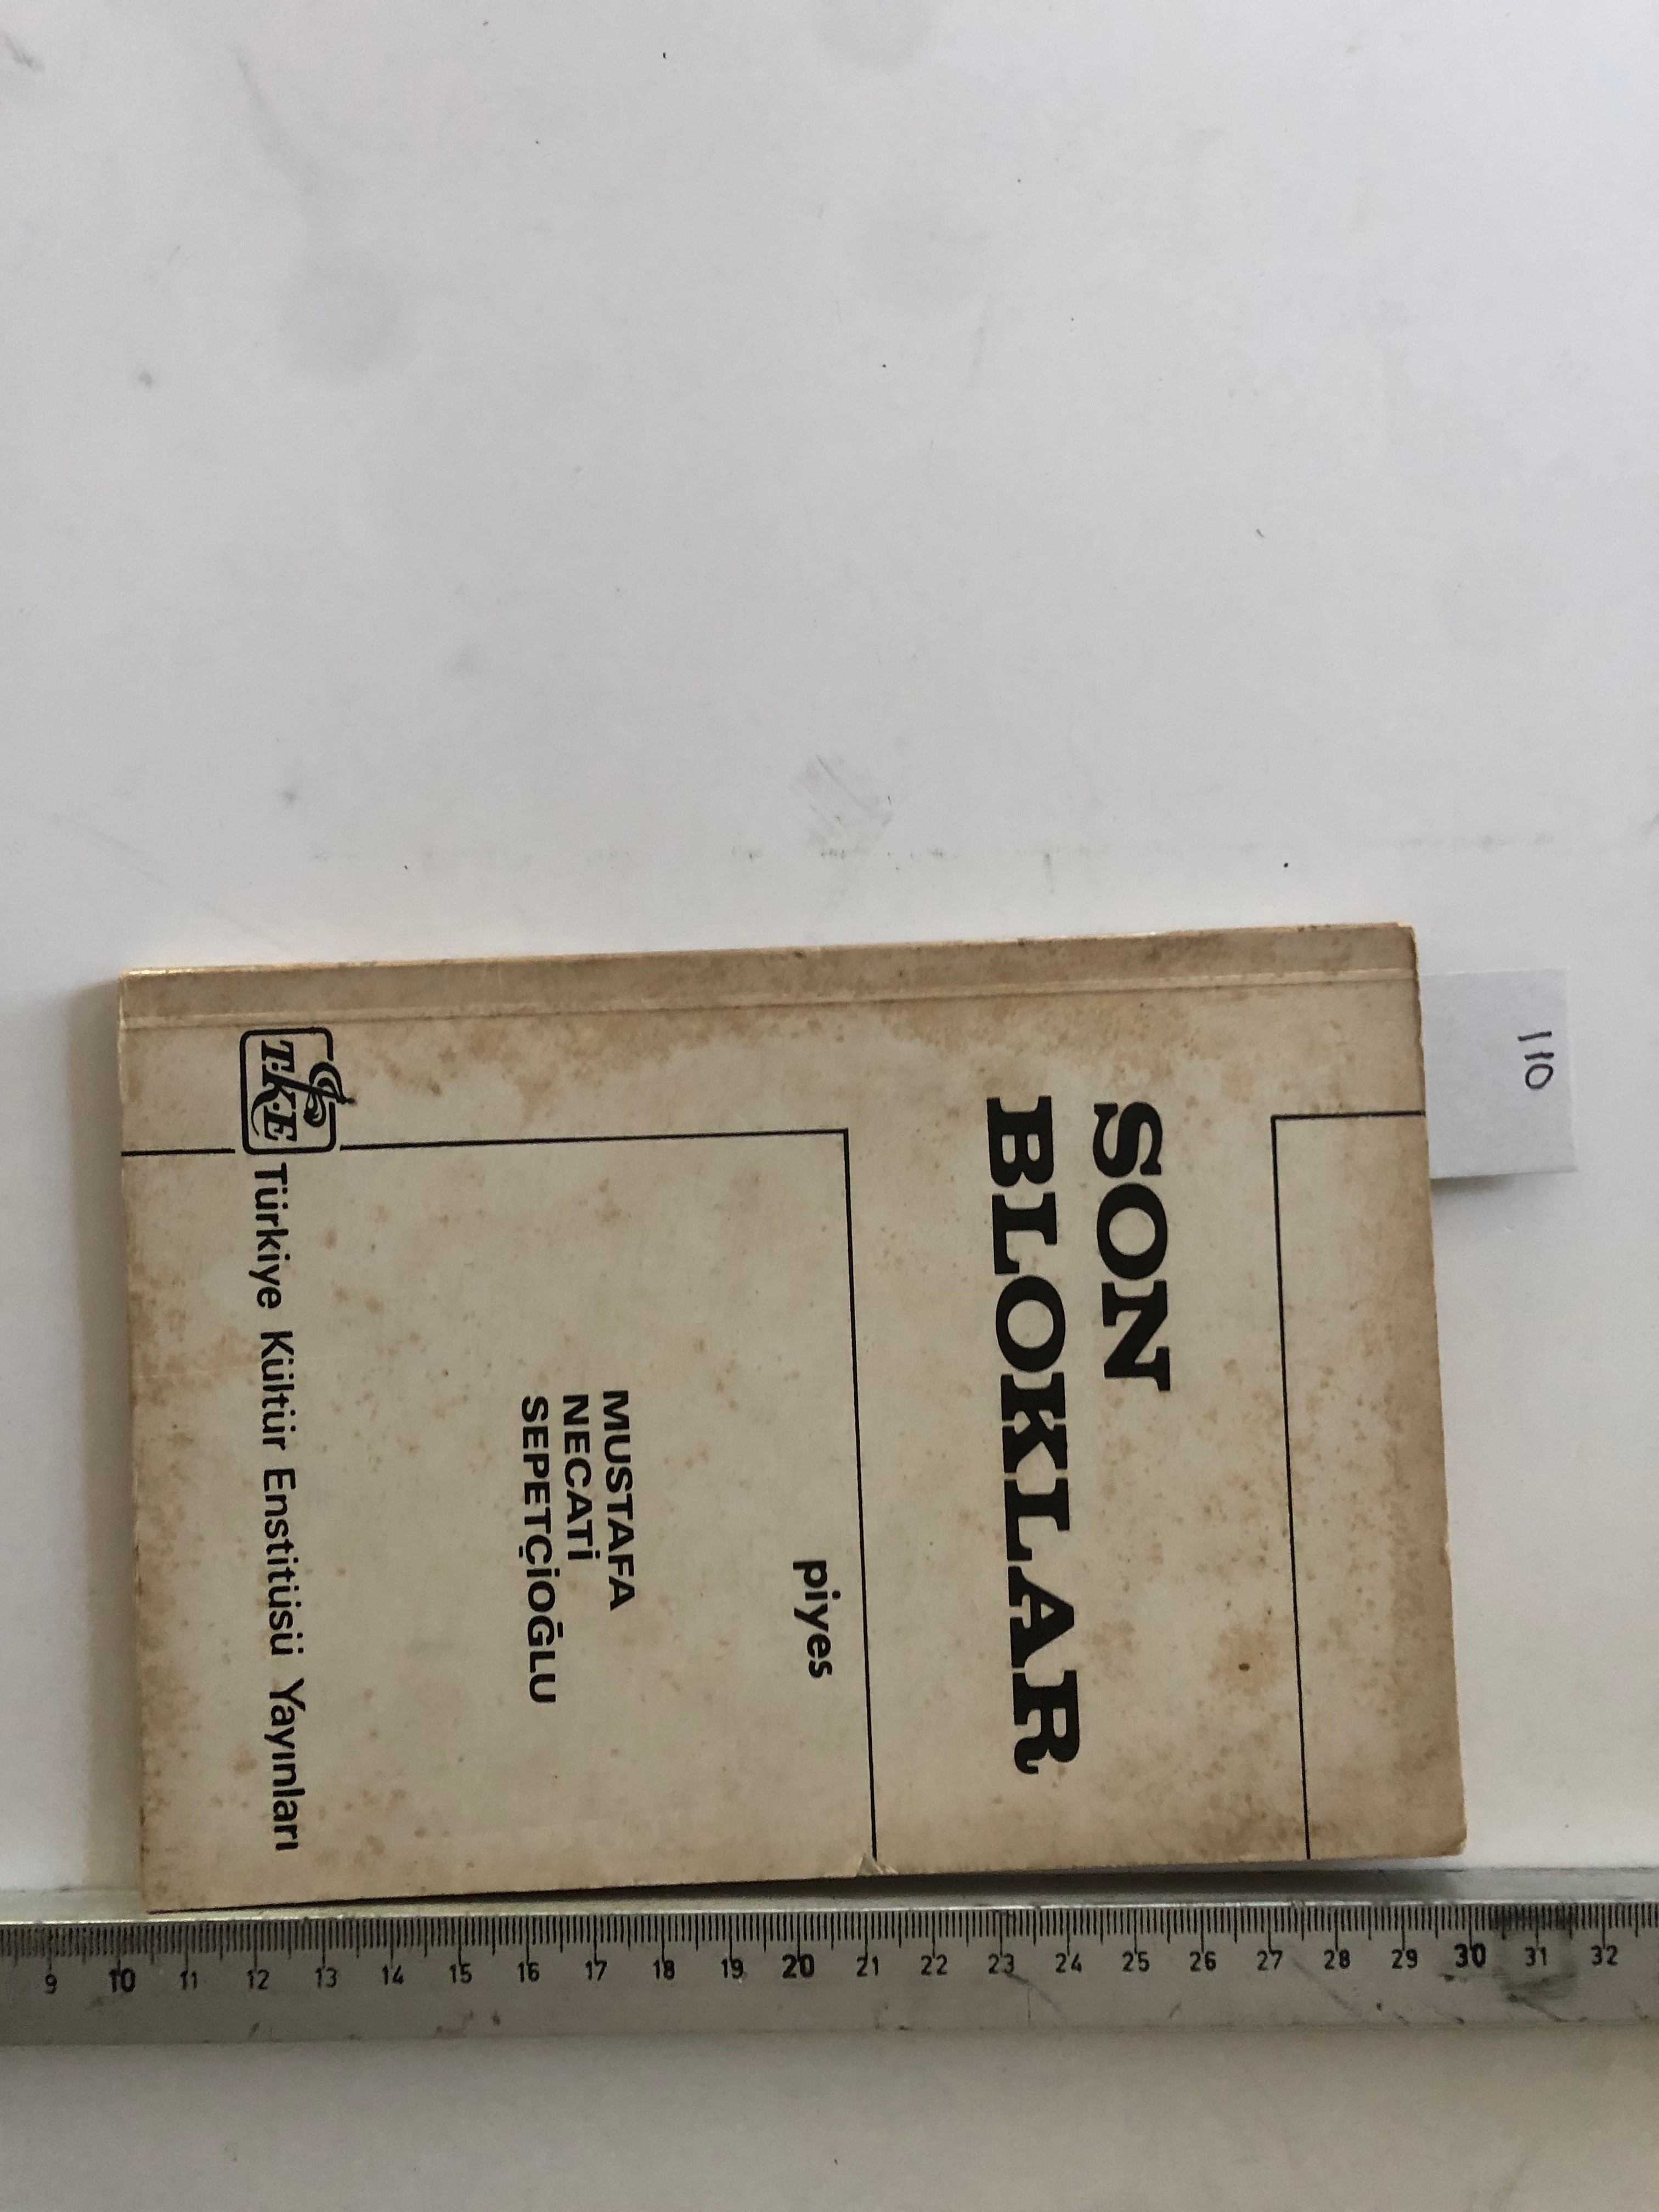 110
SON
BLOKLAR
piyes
MUSTAFA
NECATİ
SEPETÇİOĞLU
T.K.E
Türkiye Kültür Enstitüsü Yayınları
9 10 11 12 13 14 15 16 17 18 19 20 21 22 23 24 25 26 27 28 29 30 31 32